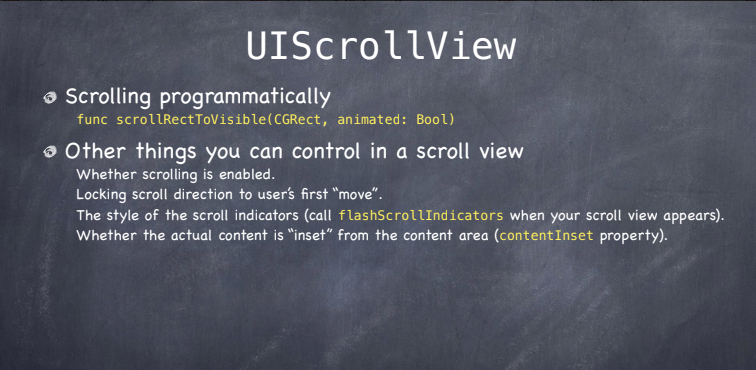 UIScrollView
Scrolling programmatically
func scrollRectToVisible(CGRect, animated: Bool)
Other things you can control in a scroll view
Whether scrolling is enabled.
Locking scroll direction to user’s first “move”.
The style of the scroll indicators (call flashScrollIndicators when your scroll view appears).
Whether the actual content is “inset” from the content area (contentInset property).